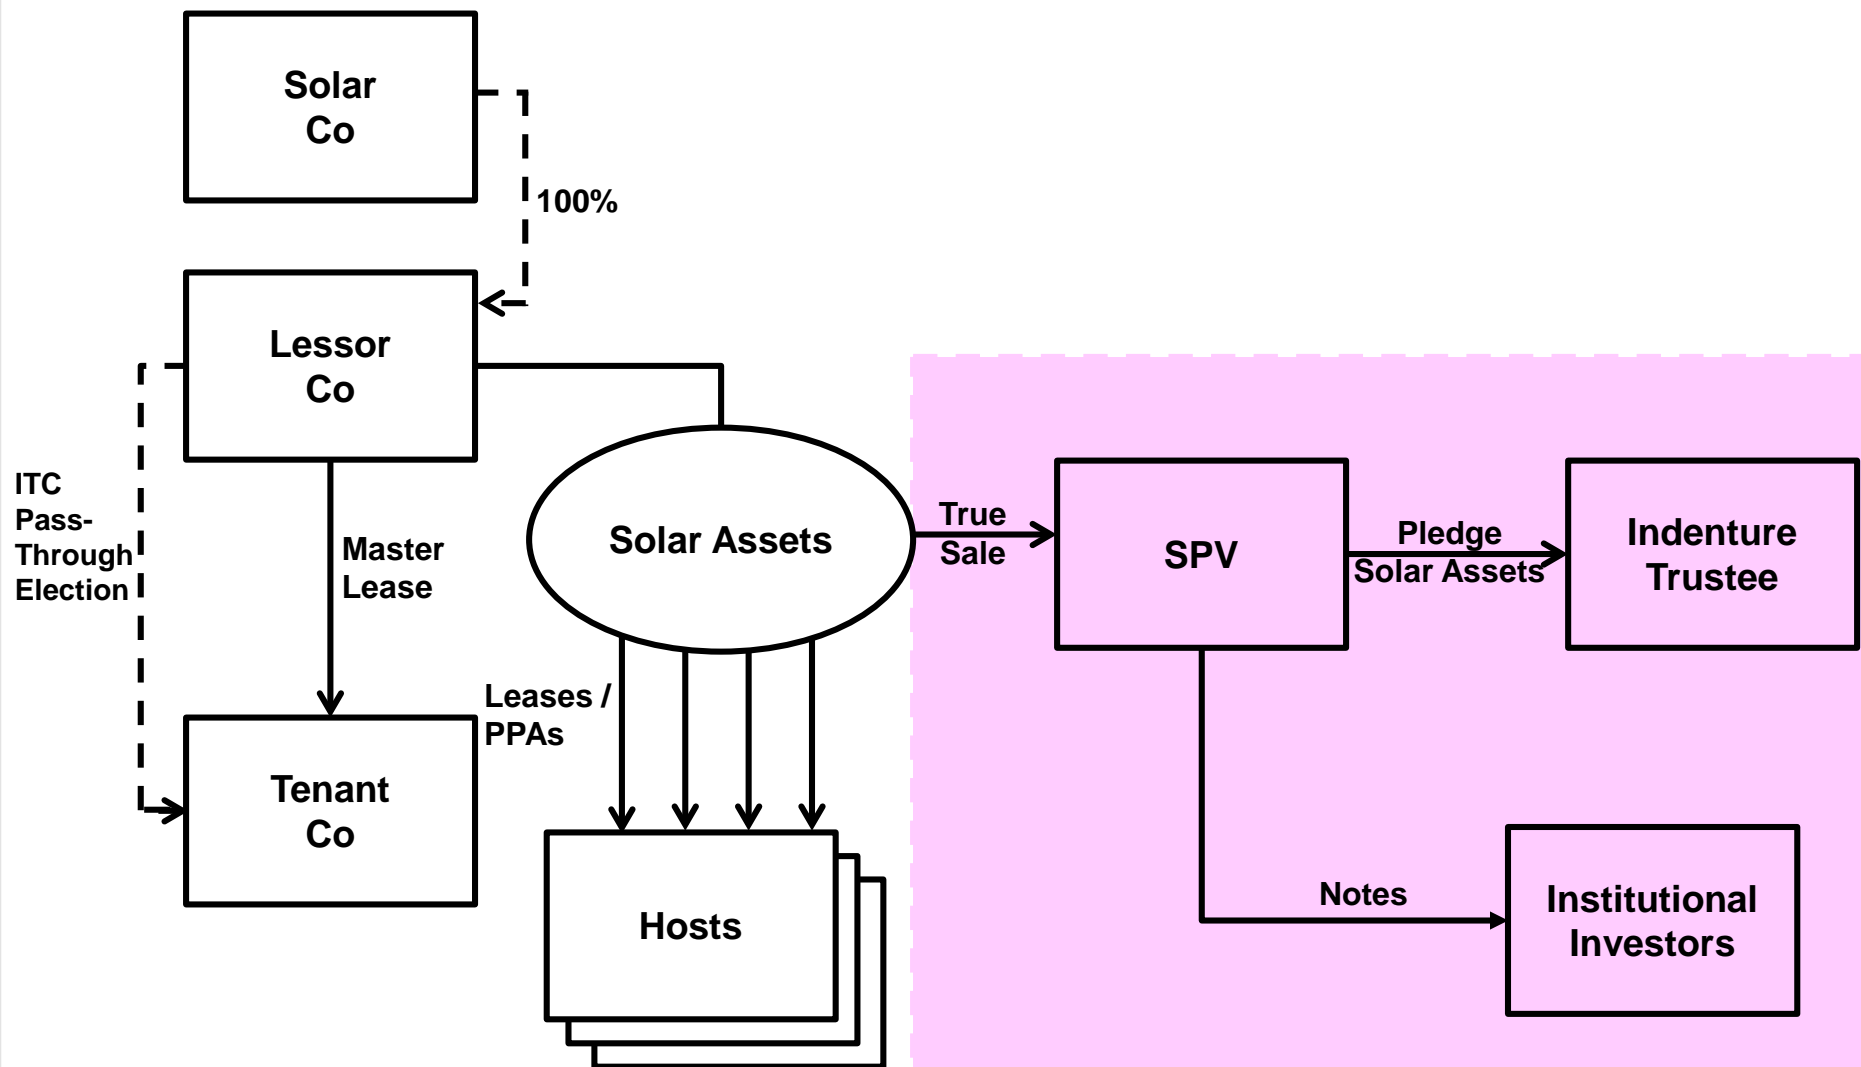 Solar
Co
100%
Lessor
Co
ITC
Pass-
Through
Election
Master
Lease
Solar Assets
True
Sale
SPV
Pledge
Solar Assets
Indenture
Trustee
Leases /
PPAs
Tenant
Co
Hosts
Notes
Institutional
Investors